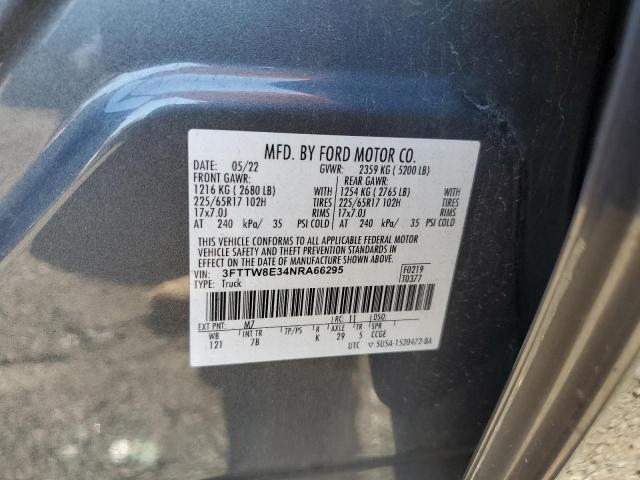 MFD. BY FORD MOTOR CO.
DATE: 05/22 GVWR: 2359 KG (5200 LB)
FRONT GAWR: REAR GAWR:
1216 KG (2680 LB) WITH 1254 KG (2765 LB) WITH
225/65R17 102H TIRES 225/65R17 102H TIRES
17x7.0J RIMS 17x7.0J RIMS
AT 240 kPa/ 35 PSI COLD AT 240 kPa/ 35 PSI COLD
THIS VEHICLE CONFORMS TO ALL APPLICABLE FEDERAL MOTOR
VEHICLE SAFETY AND THEFT PREVENTION STANDARDS IN
EFFECT ON THE DATE OF MANUFACTURE SHOWN ABOVE.
VIN: 3FTTW8E34NRA66295 F0219
TYPE: Truck T0377
EXT PNT: M7 RC: 11 DSO:
WB INT TR TP/PS R AXLE TR SPR
121 7B K 29 5 CCGE
UTC ▽ 5U5A-1520472-BA